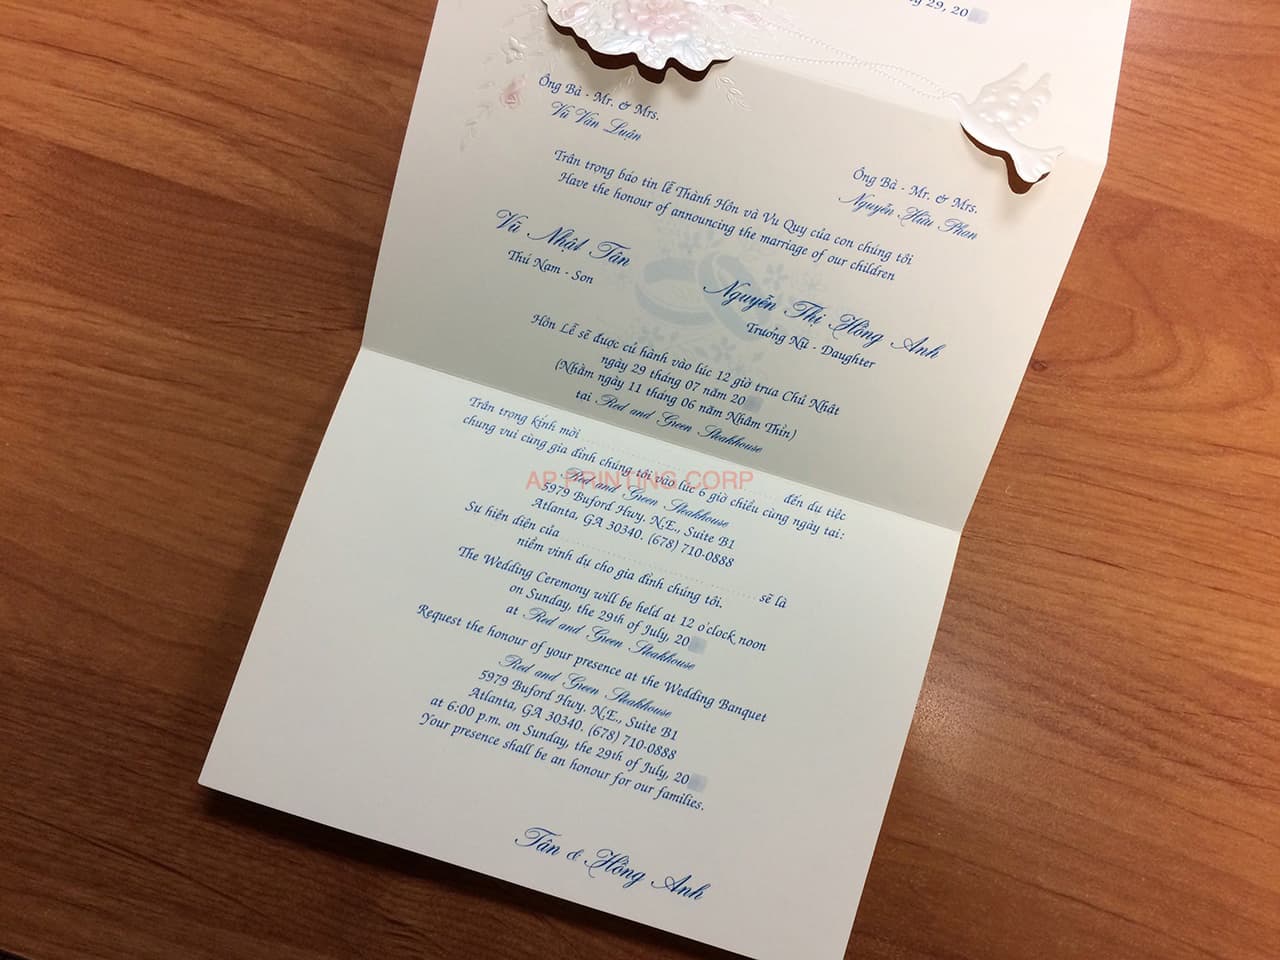 y 29, 20
Ông Bà - Mr. & Mrs.
Vũ Văn Luận
Ông Bà - Mr. & Mrs.
Nguyễn Hữu Phon
Trân trọng báo tin lễ Thành Hôn và Vu Quy của con chúng tôi
Have the honour of announcing the marriage of our children
Vũ Nhật Tân
Thứ Nam - Son
Nguyễn Thị Hồng Anh
Trưởng Nữ - Daughter
Hôn Lễ sẽ được cử hành vào lúc 12 giờ trưa Chủ Nhật
ngày 29 tháng 07 năm 20
(Nhằm ngày 11 tháng 06 năm Nhâm Thìn)
tại Red and Green Steakhouse
Trân trọng kính mời ........................ đến dự tiệc
chung vui cùng gia đình chúng tôi vào lúc 6 giờ chiều cùng ngày tại:
AP PRINTING CORP
Red and Green Steakhouse
5979 Buford Hwy. N.E., Suite B1
Atlanta, GA 30340. (678) 710-0888
Sự hiện diện của ........................ sẽ là
niềm vinh dự cho gia đình chúng tôi.
The Wedding Ceremony will be held at 12 o'clock noon
on Sunday, the 29th of July, 20
at Red and Green Steakhouse
Request the honour of your presence at the Wedding Banquet
Red and Green Steakhouse
5979 Buford Hwy. N.E., Suite B1
Atlanta, GA 30340. (678) 710-0888
at 6:00 p.m. on Sunday, the 29th of July, 20
Your presence shall be an honour for our families.
Tân & Hồng Anh